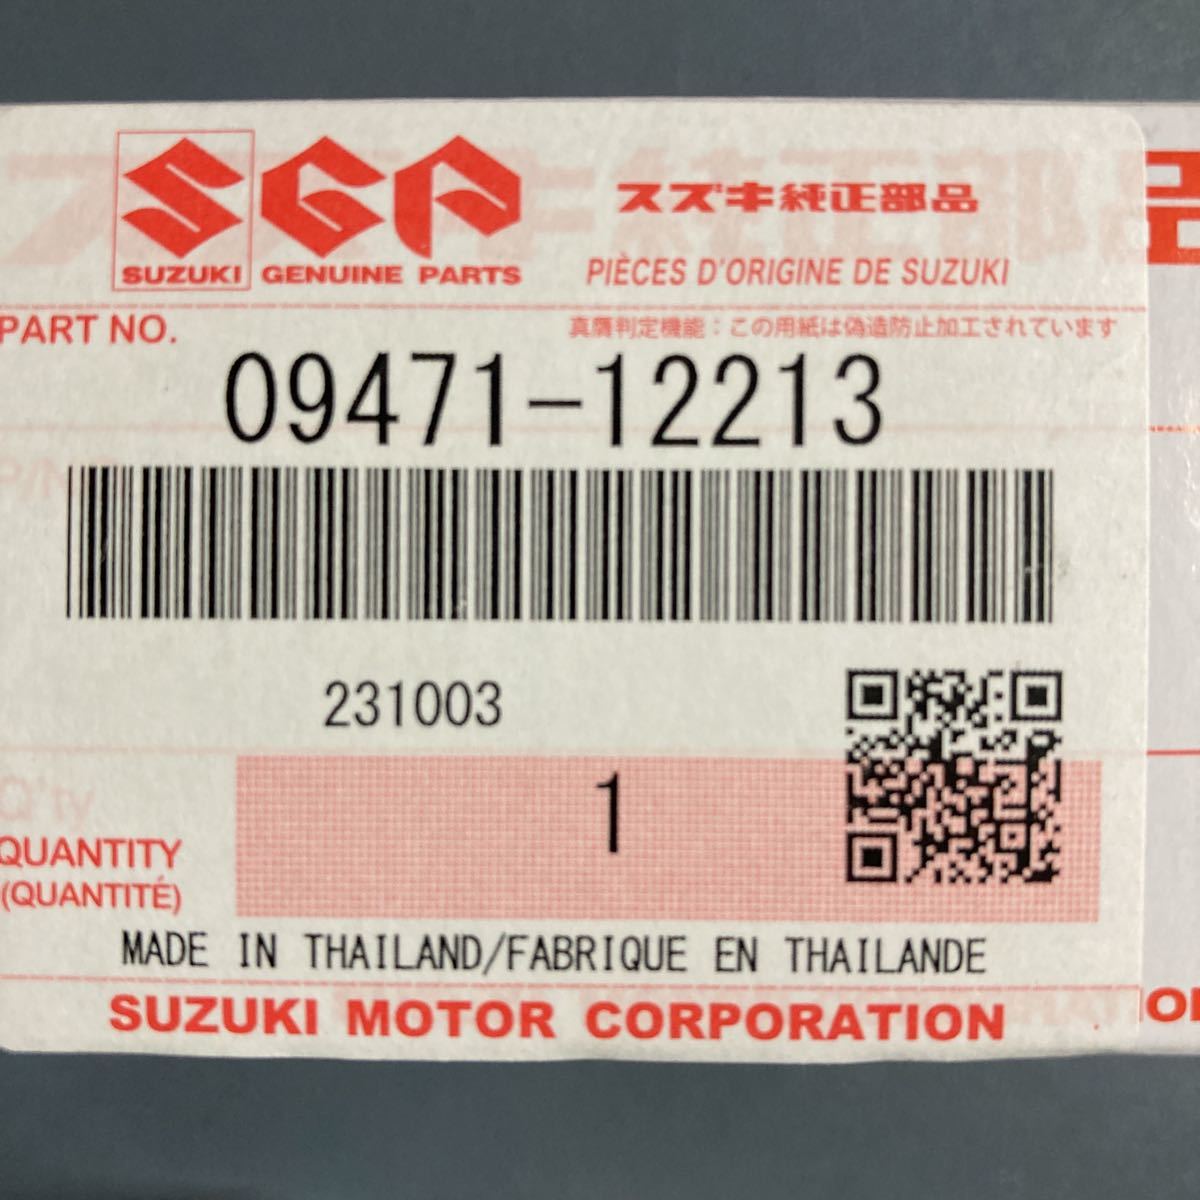 SGP
スズキ純正部品
SUZUKI GENUINE PARTS
PIÈCES D'ORIGINE DE SUZUKI
PART NO.
真贋判定機能：この用紙は偽造防止加工されています
09471-12213
231003
Q'ty
1
QUANTITY
(QUANTITÉ)
MADE IN THAILAND/FABRIQUE EN THAILANDE
SUZUKI MOTOR CORPORATION